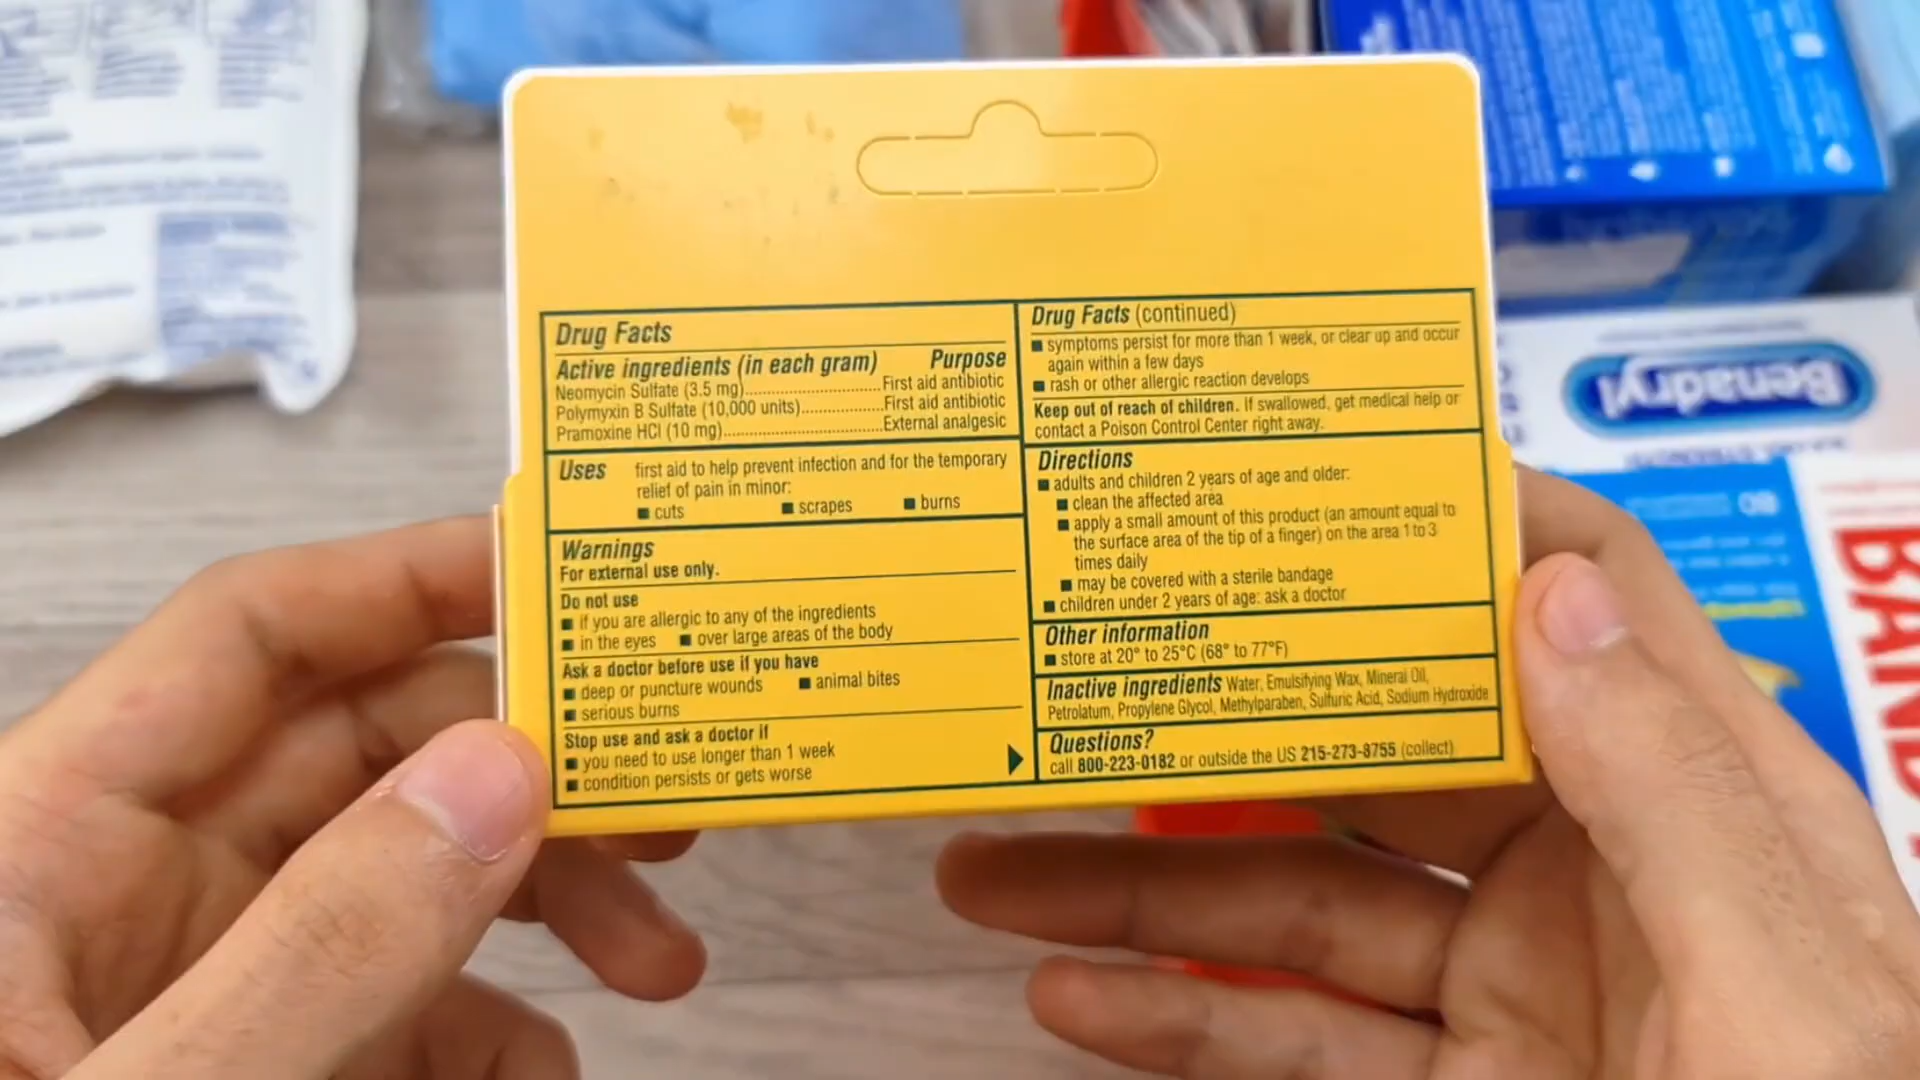 Drug Facts
Active ingredients (in each gram) Purpose
Neomycin Sulfate (3.5 mg)..............................First aid antibiotic
Polymyxin B Sulfate (10,000 units)..................First aid antibiotic
Pramoxine HCl (10 mg)...................................External analgesic
Uses first aid to help prevent infection and for the temporary
relief of pain in minor:
■ cuts ■ scrapes ■ burns
Warnings
For external use only.
Do not use
■ if you are allergic to any of the ingredients
■ in the eyes ■ over large areas of the body
Ask a doctor before use if you have
■ deep or puncture wounds ■ animal bites
■ serious burns
Stop use and ask a doctor if
■ you need to use longer than 1 week
■ condition persists or gets worse
Drug Facts (continued)
■ symptoms persist for more than 1 week, or clear up and occur
again within a few days
■ rash or other allergic reaction develops
Keep out of reach of children. If swallowed, get medical help or
contact a Poison Control Center right away.
Directions
■ adults and children 2 years of age and older:
■ clean the affected area
■ apply a small amount of this product (an amount equal to
the surface area of the tip of a finger) on the area 1 to 3
times daily
■ may be covered with a sterile bandage
■ children under 2 years of age: ask a doctor
Other information
■ store at 20° to 25°C (68° to 77°F)
Inactive ingredients Water, Emulsifying Wax, Mineral Oil,
Petrolatum, Propylene Glycol, Methylparaben, Sulfuric Acid, Sodium Hydroxide
Questions?
call 800-223-0182 or outside the US 215-273-8755 (collect)
Benadryl
80
BAND